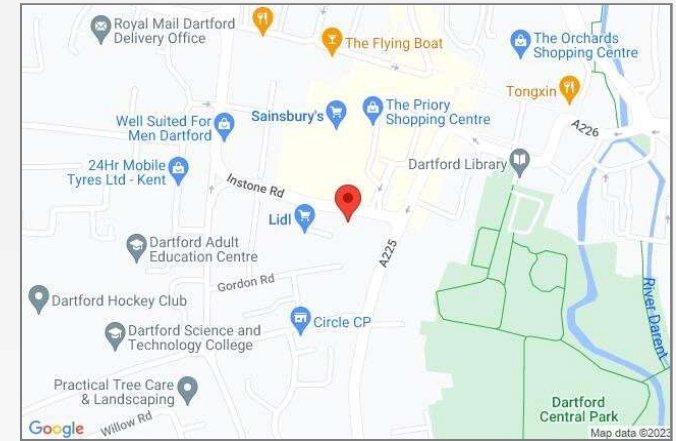 Royal Mail Dartford
Delivery Office
The Flying Boat
The Orchards
Shopping Centre
Tongxin
Well Suited For
Men Dartford
Sainsbury's
The Priory
Shopping Centre
A226
24Hr Mobile
Tyres Ltd - Kent
Dartford Library
Instone Rd
Lidl
Dartford Adult
Education Centre
A225
Gordon Rd
River Darent
Dartford Hockey Club
Circle CP
Dartford Science and
Technology College
Practical Tree Care
& Landscaping
Willow Rd
Dartford
Central Park
Google
Map data ©2023